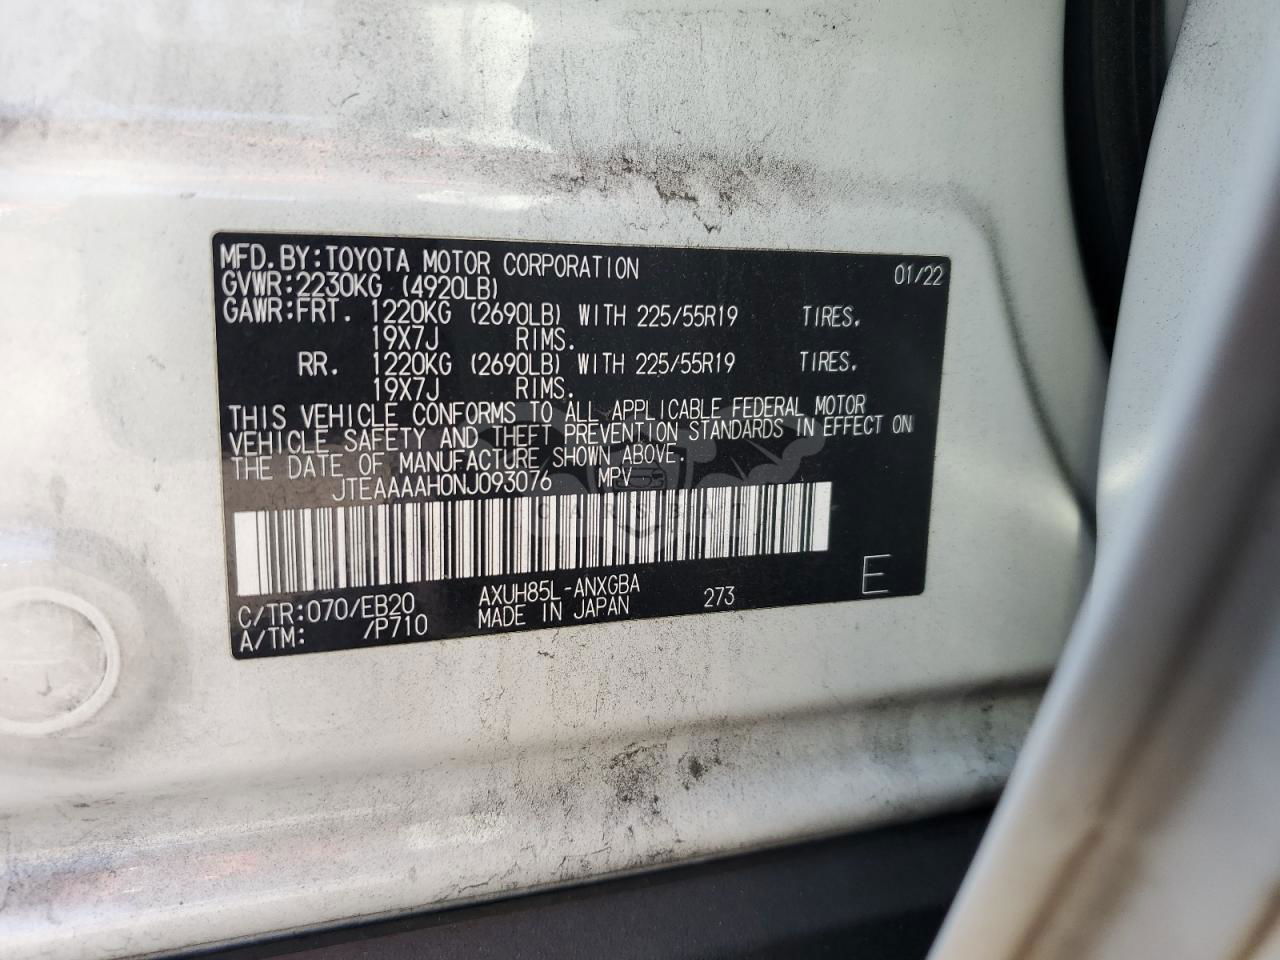 MFD.BY:TOYOTA MOTOR CORPORATION 01/22
GVWR:2230KG (4920LB)
GAWR:FRT. 1220KG (2690LB) WITH 225/55R19 TIRES.
19X7J RIMS.
RR. 1220KG (2690LB) WITH 225/55R19 TIRES.
19X7J RIMS.
THIS VEHICLE CONFORMS TO ALL APPLICABLE FEDERAL MOTOR
VEHICLE SAFETY AND THEFT PREVENTION STANDARDS IN EFFECT ON
THE DATE OF MANUFACTURE SHOWN ABOVE.
JTEAAAAH0NJ093076 MPV
C/TR:070/EB20 AXUH85L-ANXGBA 273 E
A/TM: /P710 MADE IN JAPAN